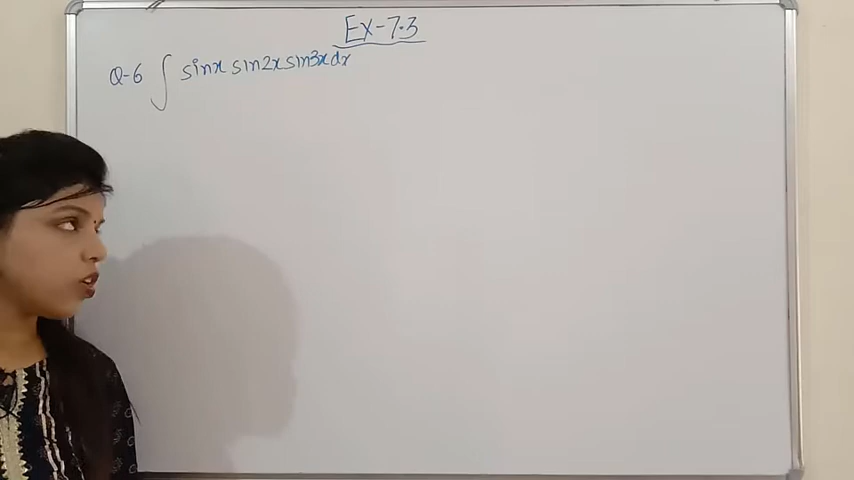 Ex-7.3
Q-6 ∫ sinx sin2x sin3x dx